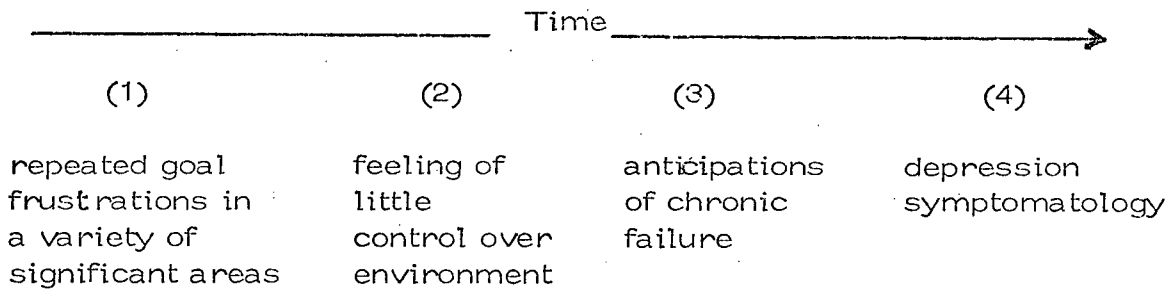 Time
(1) (2) (3) (4)
repeated goal feeling of anticipations depression
frustrations in little of chronic symptomatology
a variety of control over failure
significant areas environment